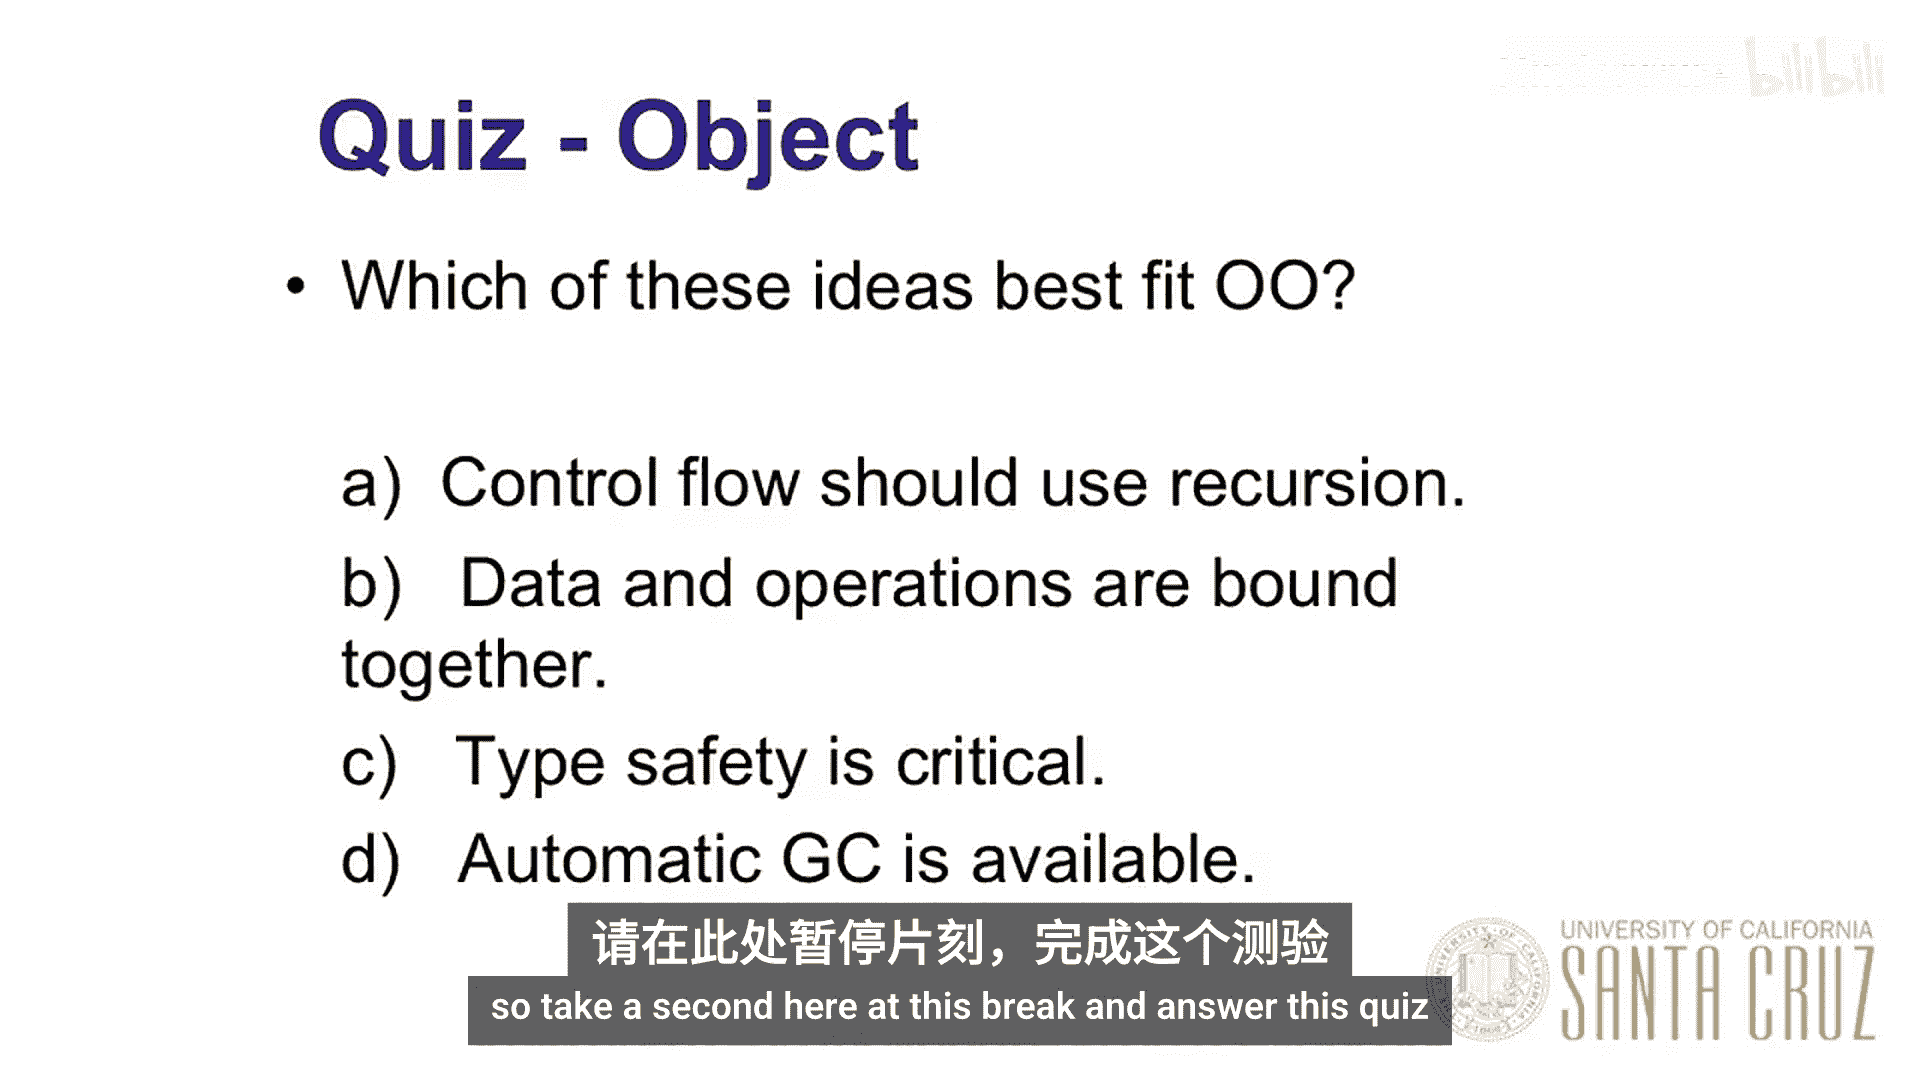 bilibili
Quiz - Object
• Which of these ideas best fit OO?
a) Control flow should use recursion.
b) Data and operations are bound
together.
c) Type safety is critical.
d) Automatic GC is available.
请在此处暂停片刻，完成这个测验
so take a second here at this break and answer this quiz
UNIVERSITY OF CALIFORNIA
SANTA CRUZ